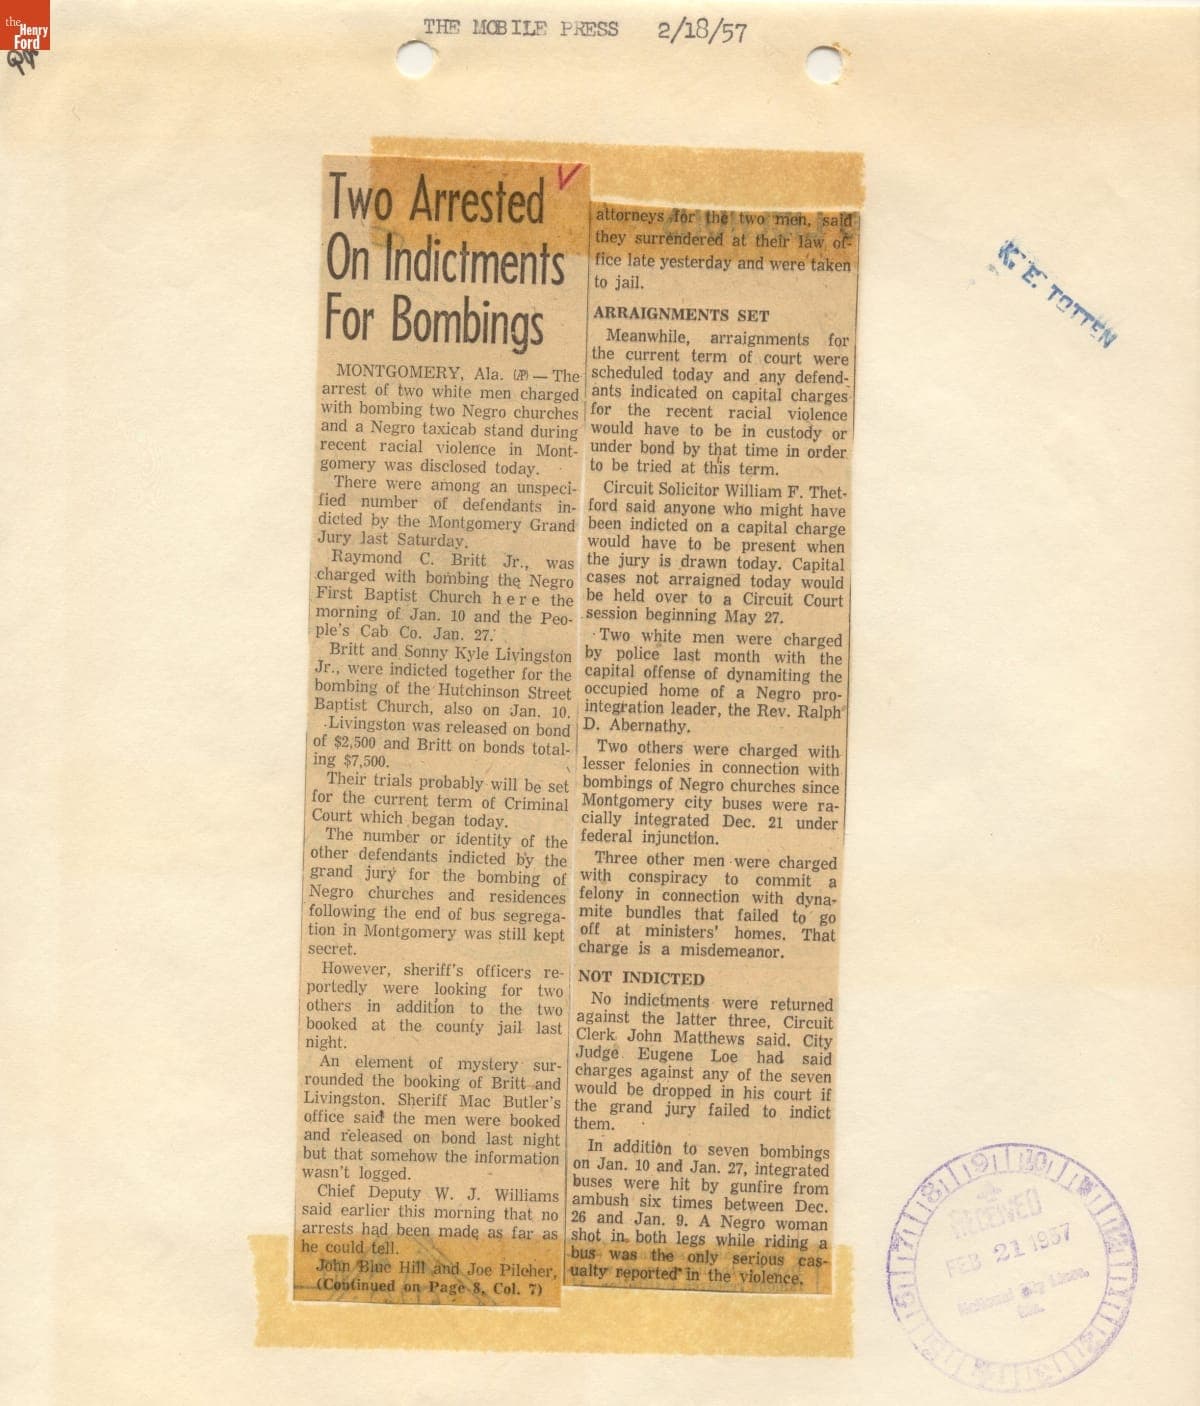 the
Henry
Ford
THE MOBILE PRESS 2/18/57
Two Arrested
On Indictments
For Bombings
MONTGOMERY, Ala. (AP) — The
arrest of two white men charged
with bombing two Negro churches
and a Negro taxicab stand during
recent racial violence in Mont-
gomery was disclosed today.
There were among an unspeci-
fied number of defendants in-
dicted by the Montgomery Grand
Jury last Saturday.
Raymond C. Britt Jr., was
charged with bombing the Negro
First Baptist Church here the
morning of Jan. 10 and the Peo-
ple's Cab Co. Jan. 27.
Britt and Sonny Kyle Livingston
Jr., were indicted together for the
bombing of the Hutchinson Street
Baptist Church, also on Jan. 10.
Livingston was released on bond
of $2,500 and Britt on bonds total-
ing $7,500.
Their trials probably will be set
for the current term of Criminal
Court which began today.
The number or identity of the
other defendants indicted by the
grand jury for the bombing of
Negro churches and residences
following the end of bus segrega-
tion in Montgomery was still kept
secret.
However, sheriff's officers re-
portedly were looking for two
others in addition to the two
booked at the county jail last
night.
An element of mystery sur-
rounded the booking of Britt and
Livingston. Sheriff Mac Butler's
office said the men were booked
and released on bond last night
but that somehow the information
wasn't logged.
Chief Deputy W. J. Williams
said earlier this morning that no
arrests had been made as far as
he could tell.
John Blue Hill and Joe Pilcher,
(Continued on Page 8, Col. 7)
attorneys for the two men, said
they surrendered at their law of-
fice late yesterday and were taken
to jail.
ARRAIGNMENTS SET
Meanwhile, arraignments for
the current term of court were
scheduled today and any defend-
ants indicated on capital charges
for the recent racial violence
would have to be in custody or
under bond by that time in order
to be tried at this term.
Circuit Solicitor William F. Thet-
ford said anyone who might have
been indicted on a capital charge
would have to be present when
the jury is drawn today. Capital
cases not arraigned today would
be held over to a Circuit Court
session beginning May 27.
Two white men were charged
by police last month with the
capital offense of dynamiting the
occupied home of a Negro pro-
integration leader, the Rev. Ralph
D. Abernathy.
Two others were charged with
lesser felonies in connection with
bombings of Negro churches since
Montgomery city buses were ra-
cially integrated Dec. 21 under
federal injunction.
Three other men were charged
with conspiracy to commit a
felony in connection with dyna-
mite bundles that failed to go
off at ministers' homes. That
charge is a misdemeanor.
NOT INDICTED
No indictments were returned
against the latter three, Circuit
Clerk John Matthews said. City
Judge Eugene Loe had said
charges against any of the seven
would be dropped in his court if
the grand jury failed to indict
them.
In addition to seven bombings
on Jan. 10 and Jan. 27, integrated
buses were hit by gunfire from
ambush six times between Dec.
26 and Jan. 9. A Negro woman
shot in both legs while riding a
bus was the only serious cas-
ualty reported in the violence.
K. E. TOTTEN
7 8 9 10
RECEIVED
FEB 21 1957
National City Lines,
Inc.